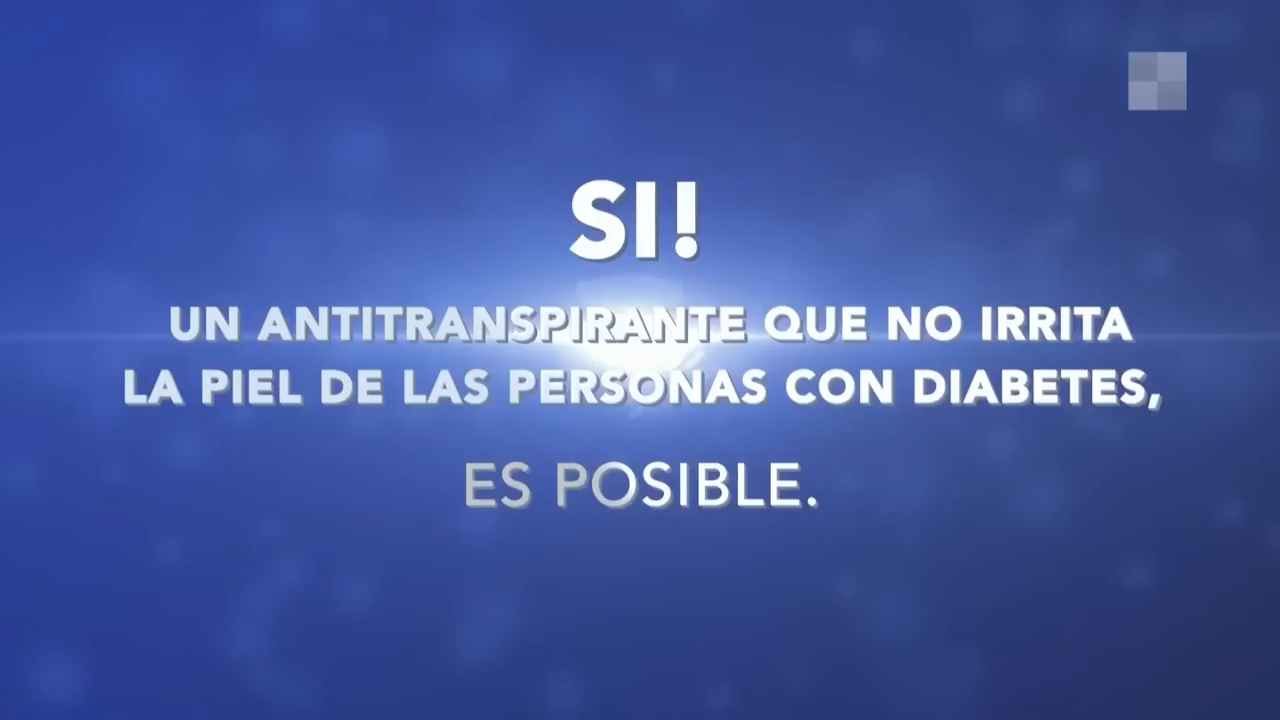 SI!
UN ANTITRANSPIRANTE QUE NO IRRITA
LA PIEL DE LAS PERSONAS CON DIABETES,
ES POSIBLE.